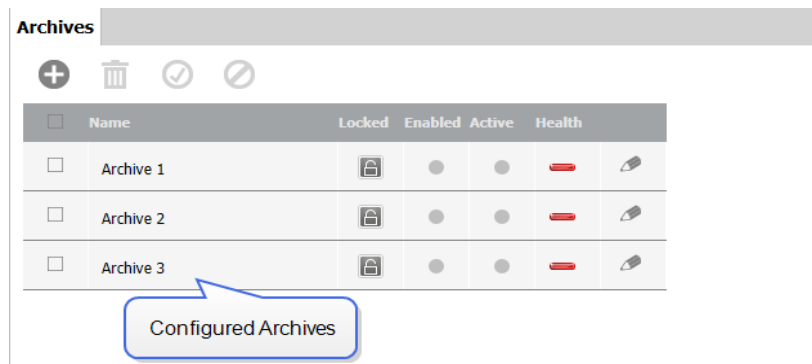 Archives
Name Locked Enabled Active Health
Archive 1
Archive 2
Archive 3
Configured Archives